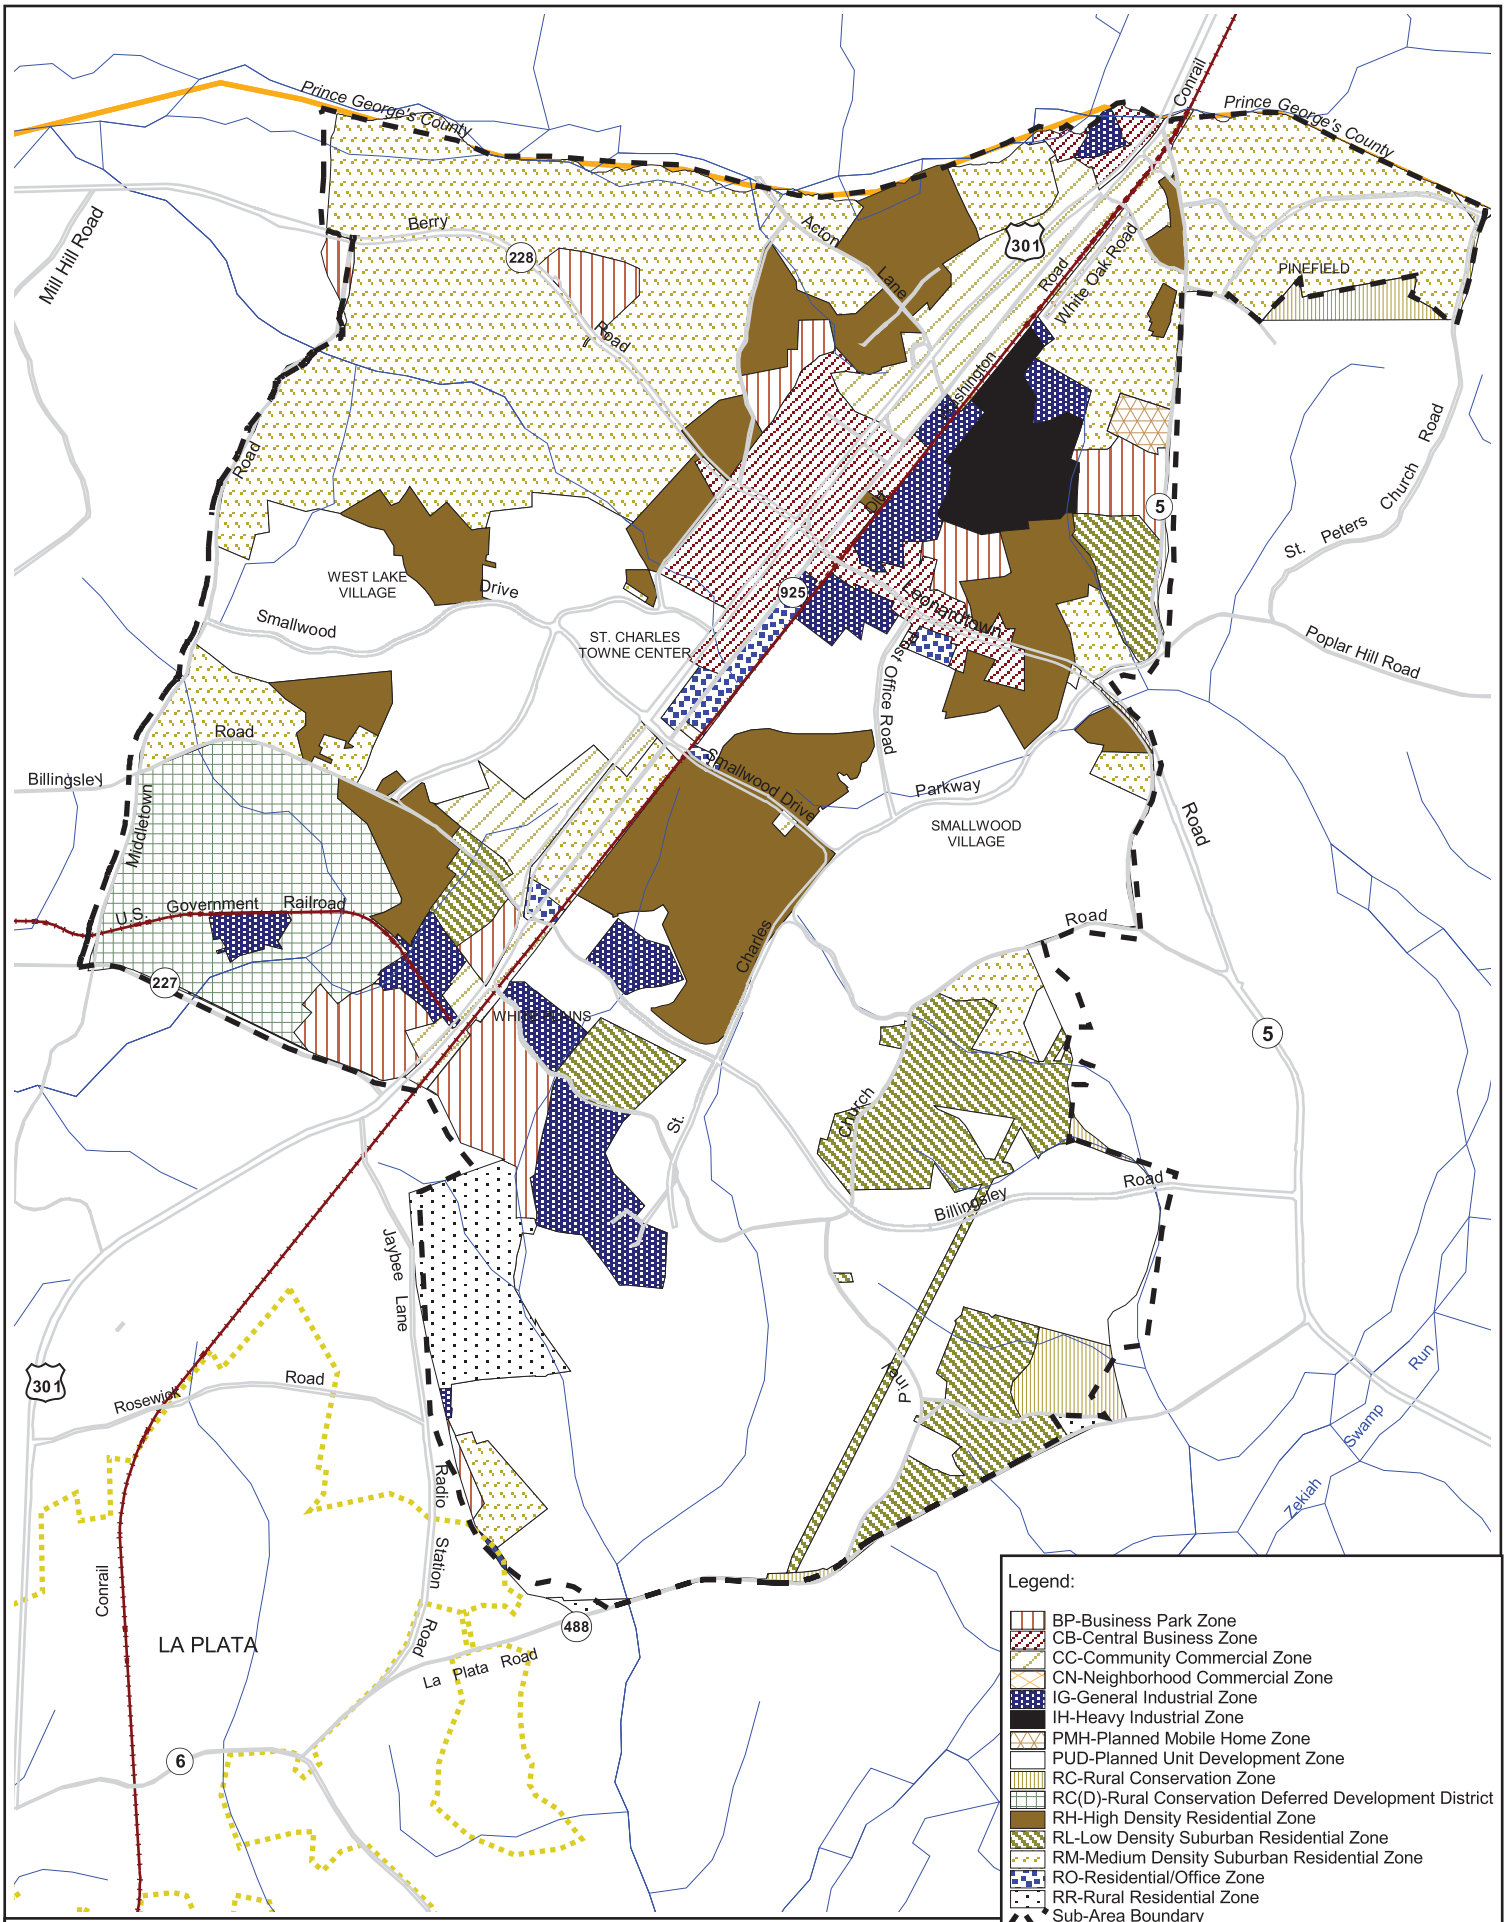 Prince George's County
Conrail
Prince George's County
Mill Hill Road
Berry
228
Road
Acton
Lane
301
Road
White Oak Road
PINEFIELD
Washington
Old
Road
5
St. Peters Church Road
WEST LAKE
VILLAGE
Drive
Smallwood
925
Leonardtown
ST. CHARLES
TOWNE CENTER
Post Office Road
Poplar Hill Road
Road
Billingsley
Middletown
Smallwood Drive
Parkway
SMALLWOOD
VILLAGE
Road
U.S. Government Railroad
227
Charles
Road
WHITE PLAINS
5
St.
Church
Billingsley
Road
Jaybee Lane
301
Rosewick
Road
Piney
Run
Swamp
Zekiah
Radio Station Road
Conrail
LA PLATA
488
La Plata Road
6
Legend:
BP-Business Park Zone
CB-Central Business Zone
CC-Community Commercial Zone
CN-Neighborhood Commercial Zone
IG-General Industrial Zone
IH-Heavy Industrial Zone
PMH-Planned Mobile Home Zone
PUD-Planned Unit Development Zone
RC-Rural Conservation Zone
RC(D)-Rural Conservation Deferred Development District
RH-High Density Residential Zone
RL-Low Density Suburban Residential Zone
RM-Medium Density Suburban Residential Zone
RO-Residential/Office Zone
RR-Rural Residential Zone
Sub-Area Boundary